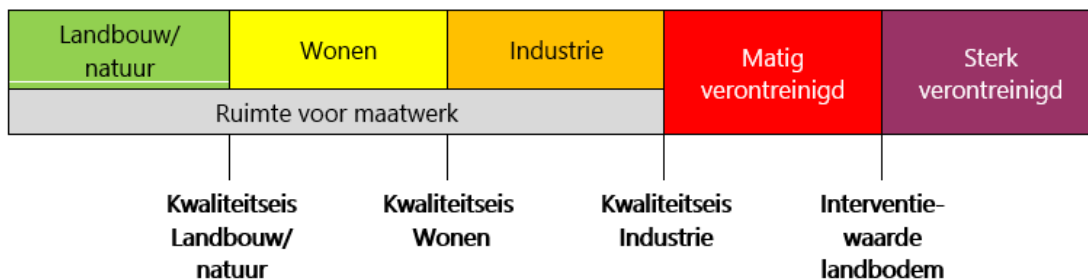 Landbouw/
natuur
Wonen
Industrie
Matig
verontreinigd
Sterk
verontreinigd
Ruimte voor maatwerk
Kwaliteitseis
Landbouw/
natuur
Kwaliteitseis
Wonen
Kwaliteitseis
Industrie
Interventie-
waarde
landbodem